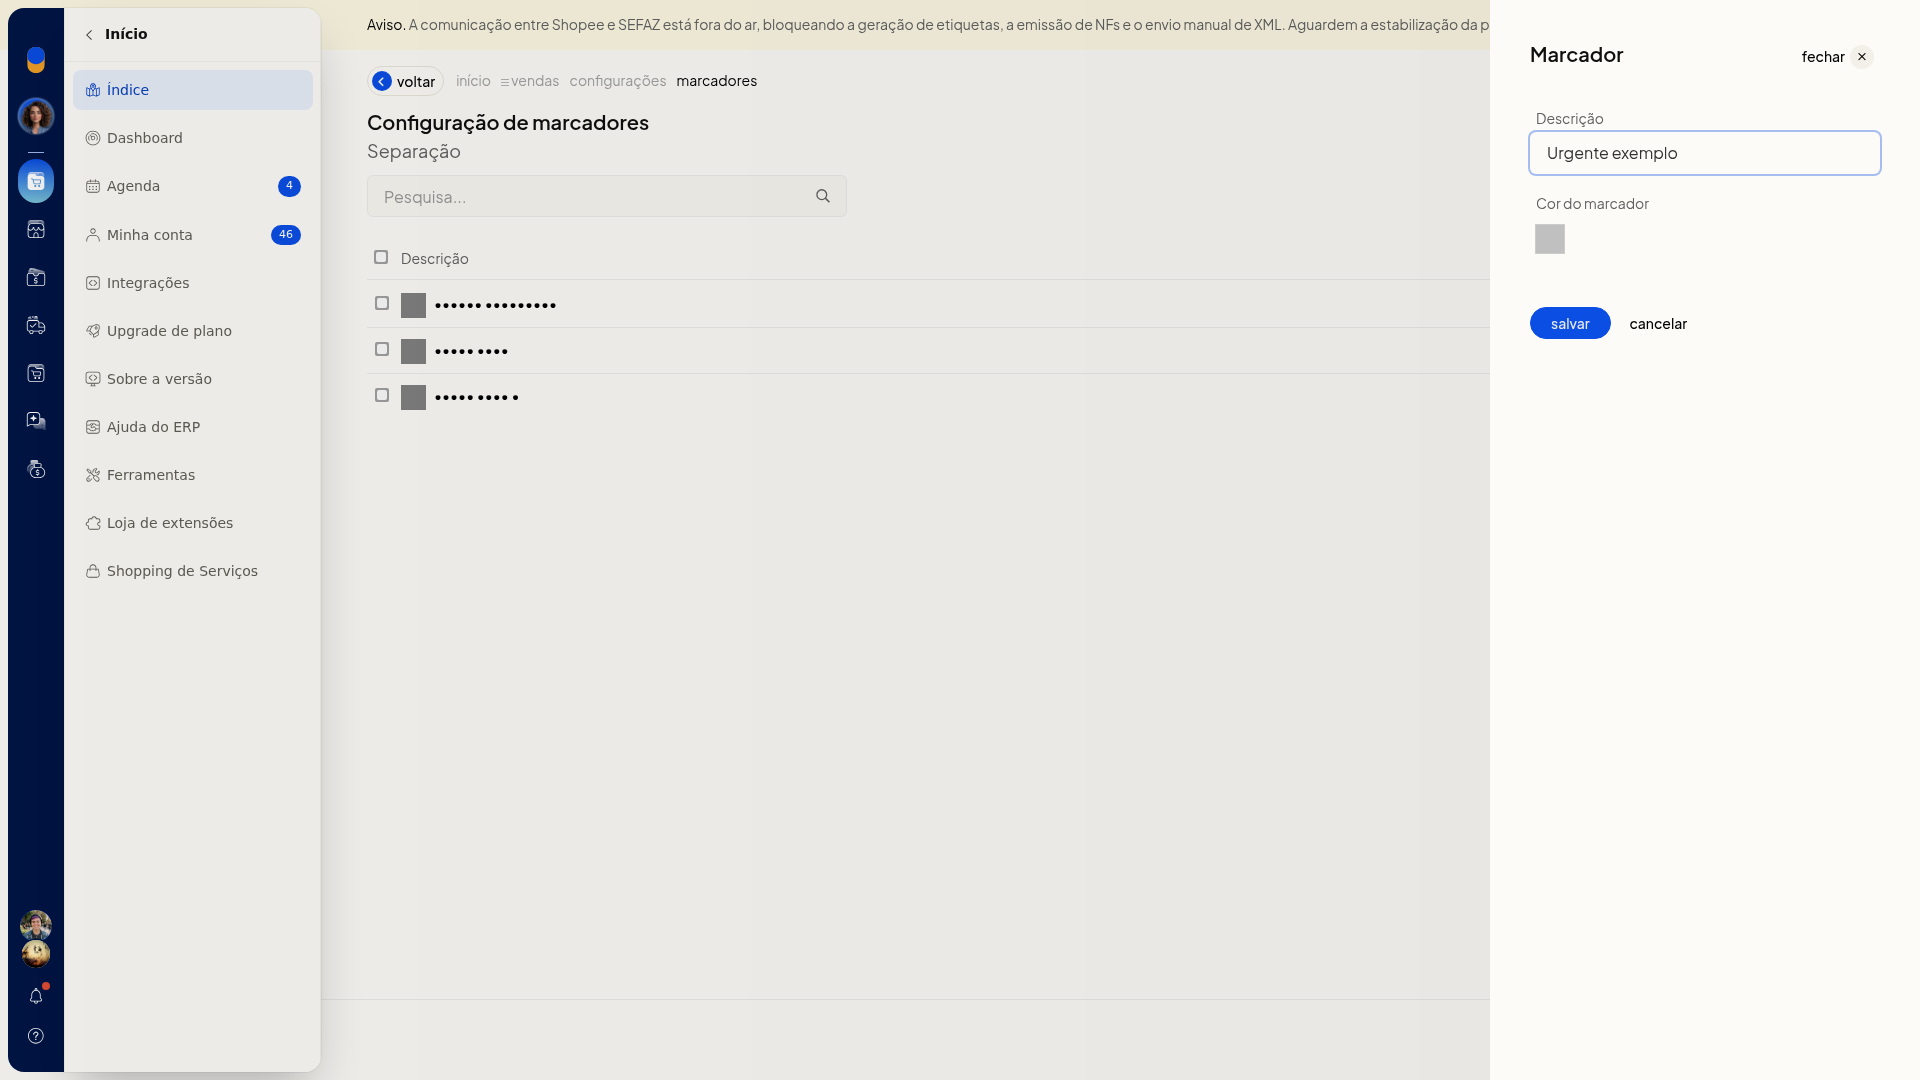 Aviso. A comunicação entre Shopee e SEFAZ está fora do ar, bloqueando a geração de etiquetas, a emissão de NFs e o envio manual de XML. Aguardem a estabilização da p
Início
Índice
Dashboard
Agenda 4
Minha conta 46
Integrações
Upgrade de plano
Sobre a versão
Ajuda do ERP
Ferramentas
Loja de extensões
Shopping de Serviços
voltar início vendas configurações marcadores
Configuração de marcadores
Separação
Pesquisa...
Descrição
•••••• •••••••••
••••• ••••
••••• •••• •
Marcador
fechar
Descrição
Urgente exemplo
Cor do marcador
salvar cancelar